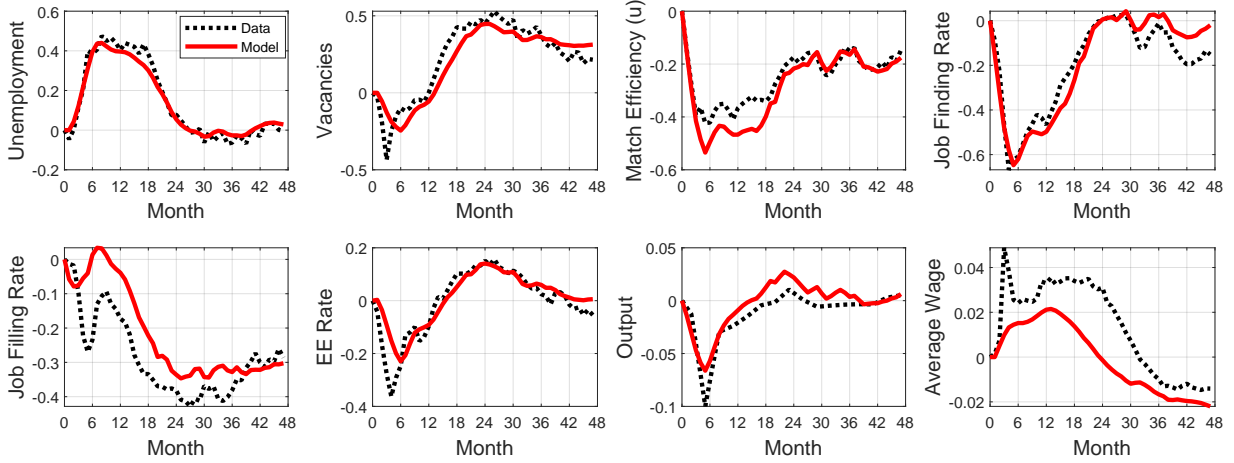 Unemployment
0.6
0.4
0.2
0
-0.2
0 6 12 18 24 30 36 42 48
Month
Data
Model
Vacancies
0.5
0
-0.5
0 6 12 18 24 30 36 42 48
Month
Match Efficiency (u)
0
-0.2
-0.4
-0.6
0 6 12 18 24 30 36 42 48
Month
Job Finding Rate
0
-0.2
-0.4
-0.6
0 6 12 18 24 30 36 42 48
Month
Job Filling Rate
0
-0.1
-0.2
-0.3
-0.4
0 6 12 18 24 30 36 42 48
Month
EE Rate
0.2
0
-0.2
-0.4
0 6 12 18 24 30 36 42 48
Month
Output
0.05
0
-0.05
-0.1
0 6 12 18 24 30 36 42 48
Month
Average Wage
0.04
0.02
0
-0.02
0 6 12 18 24 30 36 42 48
Month